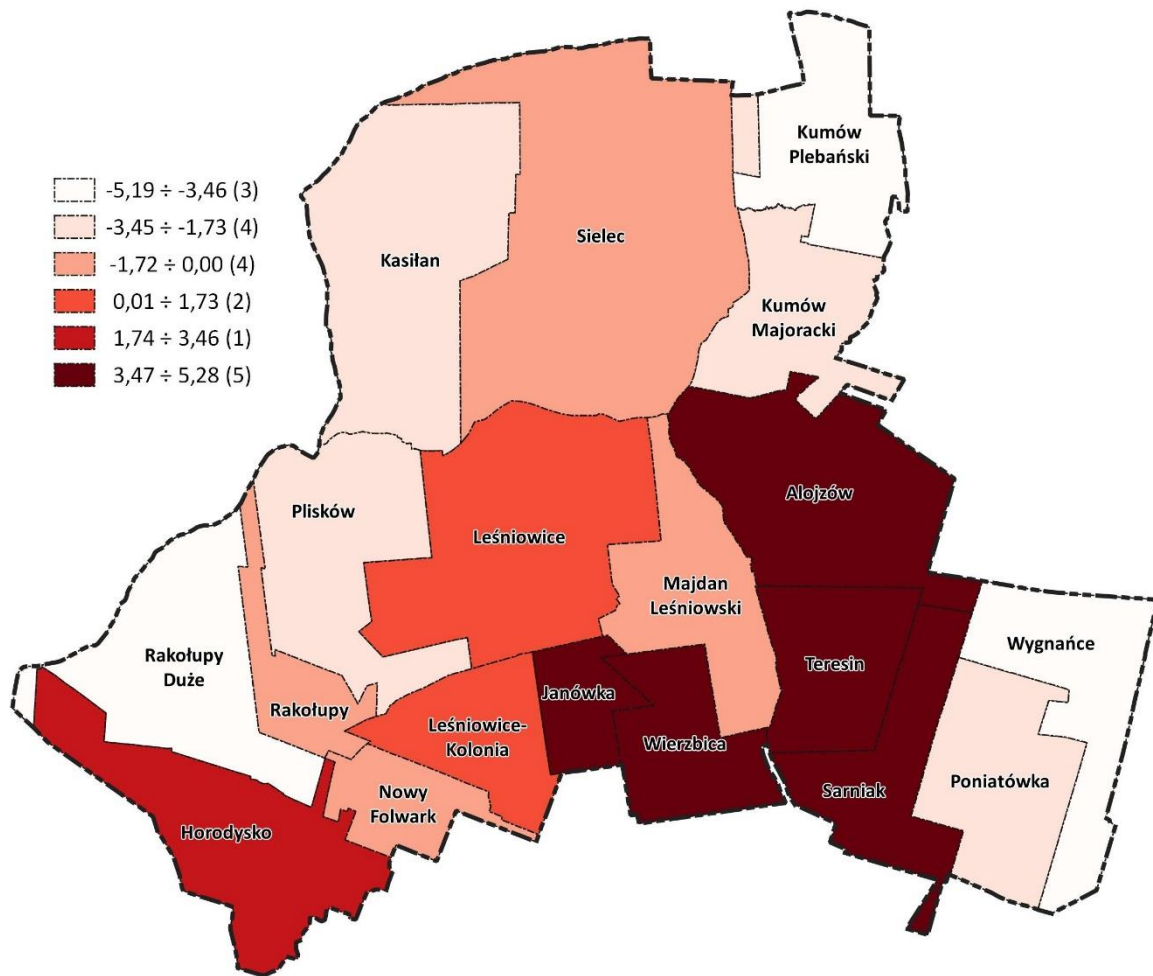 Kumów
Plebański
-5,19 ÷ -3,46 (3)
-3,45 ÷ -1,73 (4)
-1,72 ÷ 0,00 (4)
0,01 ÷ 1,73 (2)
1,74 ÷ 3,46 (1)
3,47 ÷ 5,28 (5)
Sielec
Kasiłan
Kumów
Majoracki
Alojzów
Plisków
Leśniowice
Majdan
Leśniowski
Rakołupy
Duże
Wygnańce
Teresin
Janówka
Rakołupy
Leśniowice-
Kolonia
Wierzbica
Poniatówka
Sarniak
Nowy
Folwark
Horodysko